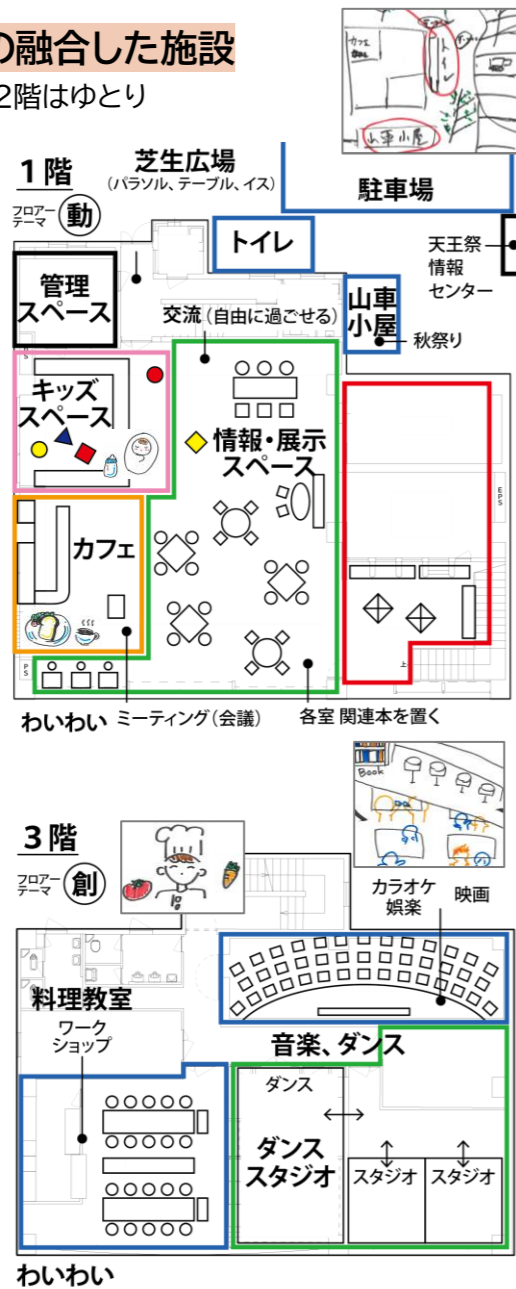 の融合した施設
2階はゆとり
カフェ
トイレ
山車小屋
1階
フロアー
テーマ
動
芝生広場
(パラソル、テーブル、イス)
駐車場
トイレ
天王祭
情報
センター
管理
スペース
山車
小屋
交流(自由に過ごせる)
秋祭り
キッズ
スペース
情報・展示
スペース
EPS
カフェ
PS
上
わいわい
ミーティング(会議)
各室 関連本を置く
Book
3階
フロアー
テーマ
創
カラオケ
娯楽
映画
料理教室
ワーク
ショップ
音楽、ダンス
ダンス
ダンス
スタジオ
スタジオ
スタジオ
わいわい